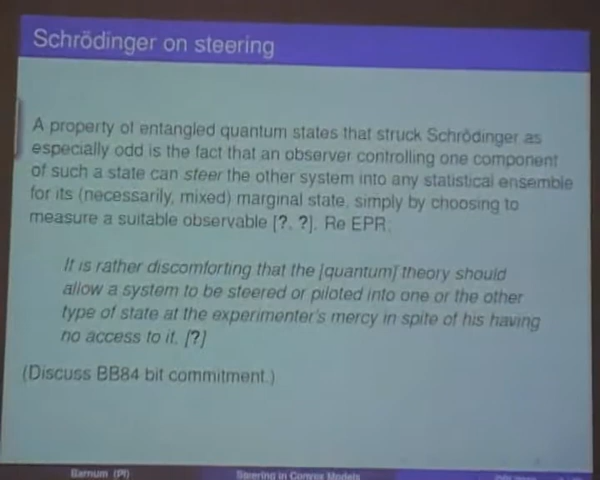 Schrödinger on steering
A property of entangled quantum states that struck Schrödinger as
especially odd is the fact that an observer controlling one component
of such a state can steer the other system into any statistical ensemble
for its (necessarily, mixed) marginal state, simply by choosing to
measure a suitable observable [?, ?]. Re EPR:
It is rather discomforting that the [quantum] theory should
allow a system to be steered or piloted into one or the other
type of state at the experimenter's mercy in spite of his having
no access to it. [?]
(Discuss BB84 bit commitment.)
Barnum (PI)
Steering in Convex Models